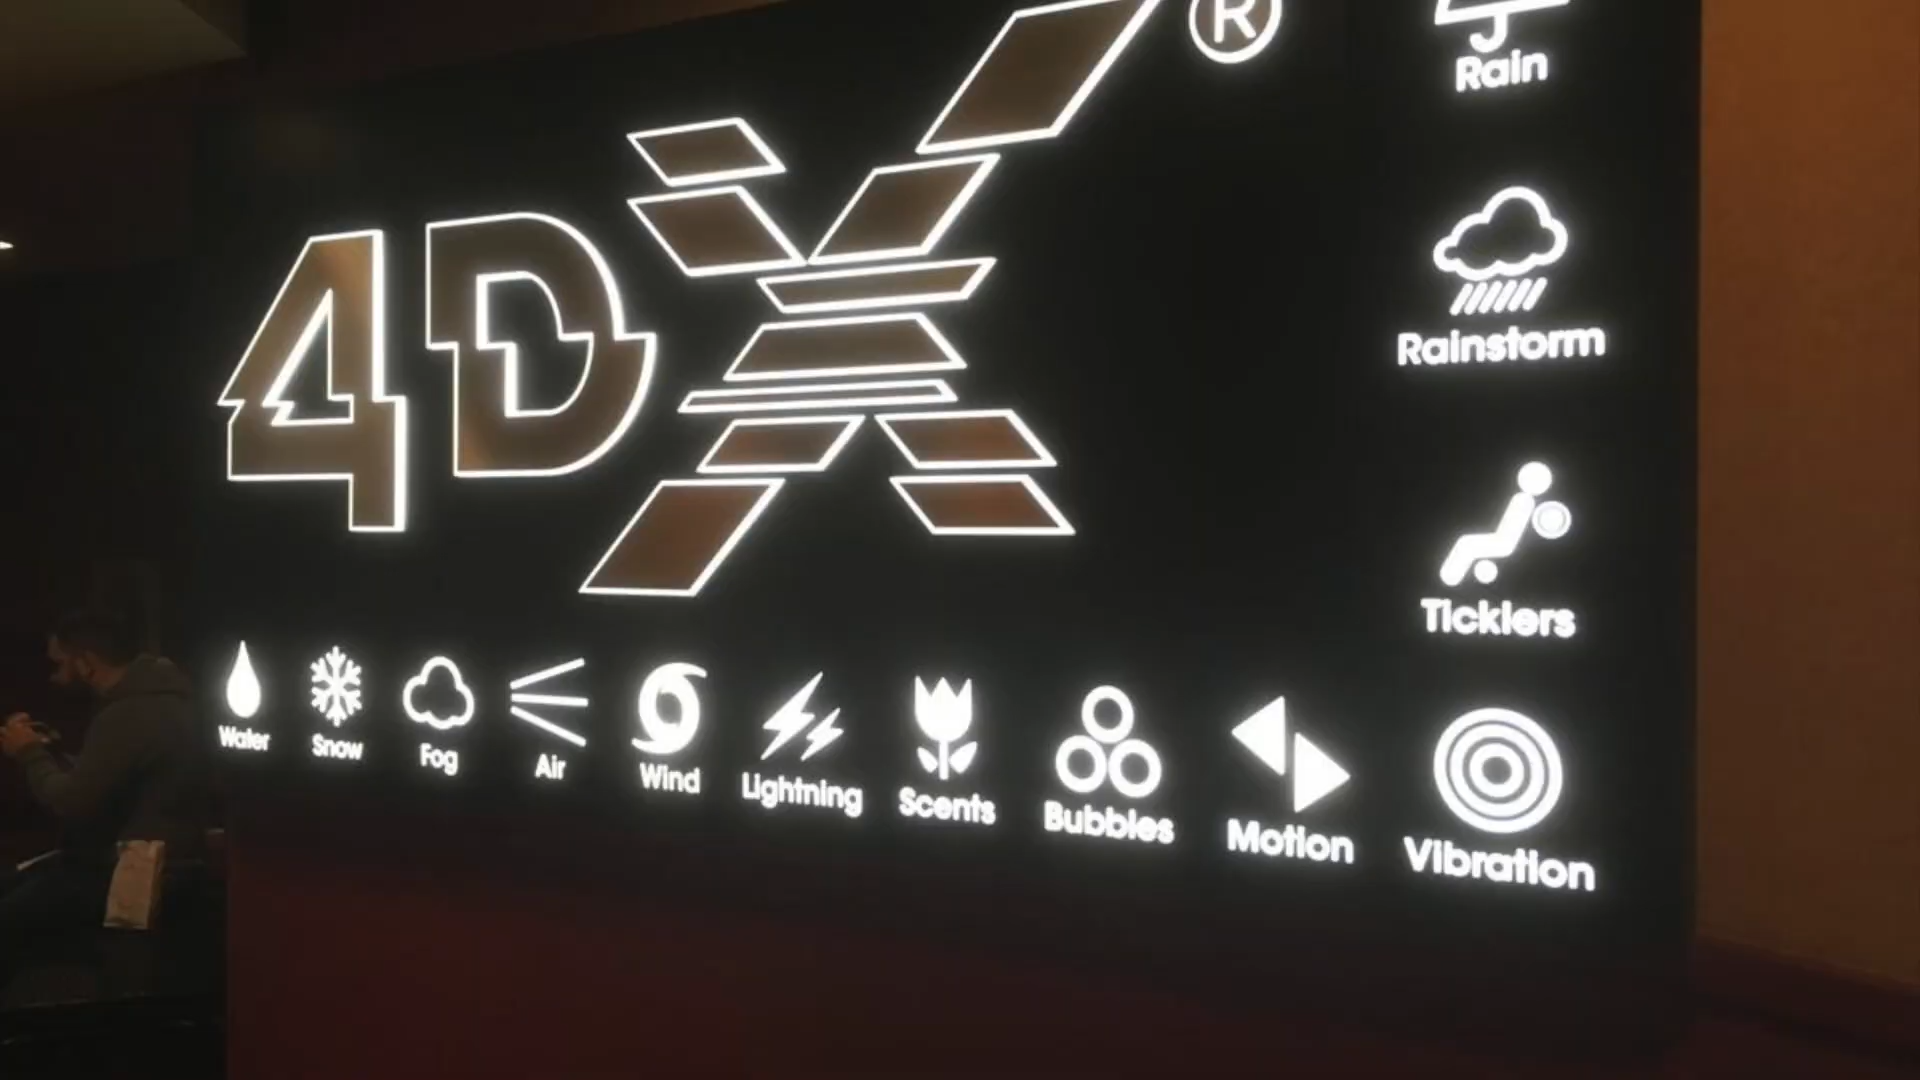 4DX®
Rain
Rainstorm
Ticklers
Water
Snow
Fog
Air
Wind
Lightning
Scents
Bubbles
Motion
Vibration